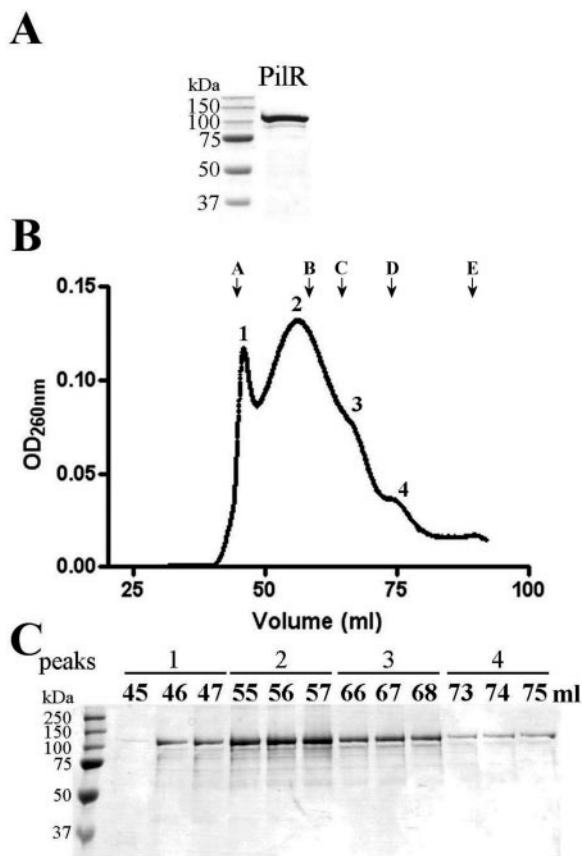 A
PilR
kDa
150
100
75
50
37
B
A B C D E
0.15
0.10
0.05
0.00
OD260nm
1
2
3
4
25 50 75 100
Volume (ml)
C
peaks 1 2 3 4
kDa 45 46 47 55 56 57 66 67 68 73 74 75 ml
250
150
100
75
50
37